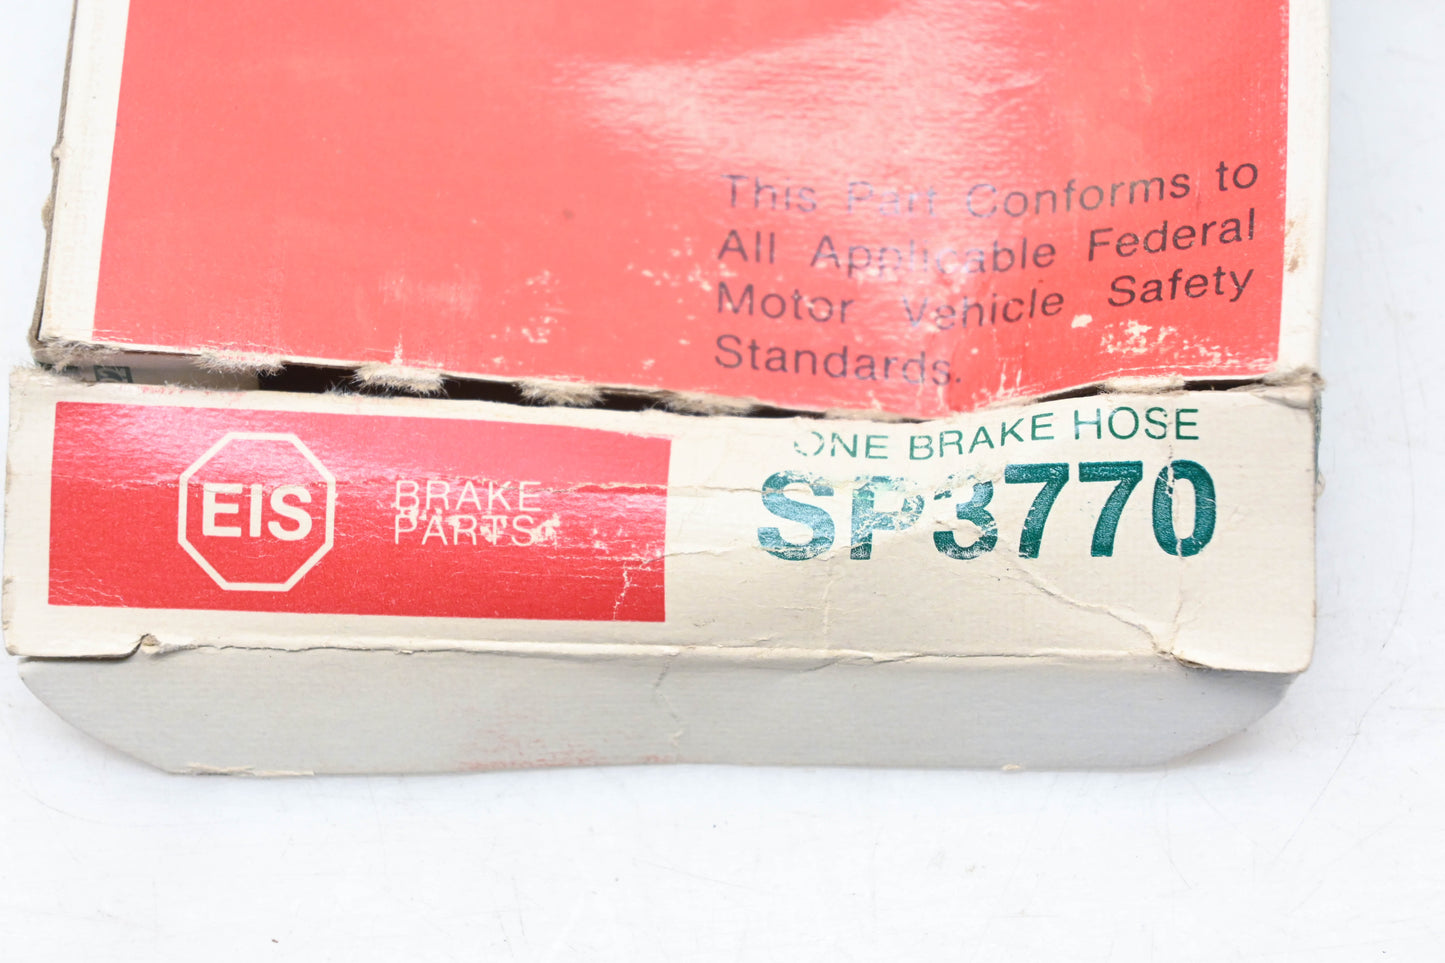 This Part Conforms to
All Applicable Federal
Motor Vehicle Safety
Standards.
EIS
BRAKE
PARTS
ONE BRAKE HOSE
SP3770